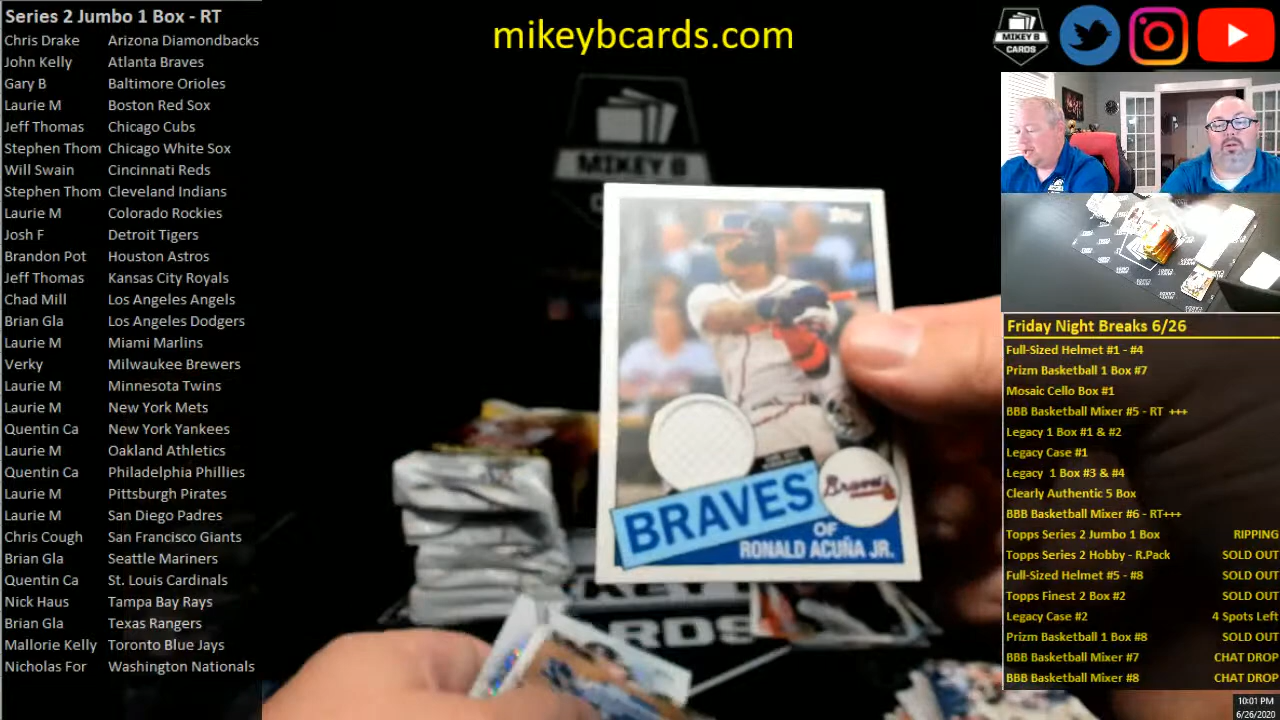 Series 2 Jumbo 1 Box - RT
Chris Drake Arizona Diamondbacks
John Kelly Atlanta Braves
Gary B Baltimore Orioles
Laurie M Boston Red Sox
Jeff Thomas Chicago Cubs
Stephen Thom Chicago White Sox
Will Swain Cincinnati Reds
Stephen Thom Cleveland Indians
Laurie M Colorado Rockies
Josh F Detroit Tigers
Brandon Pot Houston Astros
Jeff Thomas Kansas City Royals
Chad Mill Los Angeles Angels
Brian Gla Los Angeles Dodgers
Laurie M Miami Marlins
Verky Milwaukee Brewers
Laurie M Minnesota Twins
Laurie M New York Mets
Quentin Ca New York Yankees
Laurie M Oakland Athletics
Quentin Ca Philadelphia Phillies
Laurie M Pittsburgh Pirates
Laurie M San Diego Padres
Chris Cough San Francisco Giants
Brian Gla Seattle Mariners
Quentin Ca St. Louis Cardinals
Nick Haus Tampa Bay Rays
Brian Gla Texas Rangers
Mallorie Kelly Toronto Blue Jays
Nicholas For Washington Nationals
mikeybcards.com
MIKEY B
CARDS
MIKEY B
Topps
Braves
BRAVES
OF
RONALD ACUÑA JR.
CARDS
Friday Night Breaks 6/26
Full-Sized Helmet #1 - #4
Prizm Basketball 1 Box #7
Mosaic Cello Box #1
BBB Basketball Mixer #5 - RT +++
Legacy 1 Box #1 & #2
Legacy Case #1
Legacy 1 Box #3 & #4
Clearly Authentic 5 Box
BBB Basketball Mixer #6 - RT+++
Topps Series 2 Jumbo 1 Box RIPPING
Topps Series 2 Hobby - R.Pack SOLD OUT
Full-Sized Helmet #5 - #8 SOLD OUT
Topps Finest 2 Box #2 SOLD OUT
Legacy Case #2 4 Spots Left
Prizm Basketball 1 Box #8 SOLD OUT
BBB Basketball Mixer #7 CHAT DROP
BBB Basketball Mixer #8 CHAT DROP
10:01 PM
6/26/2020